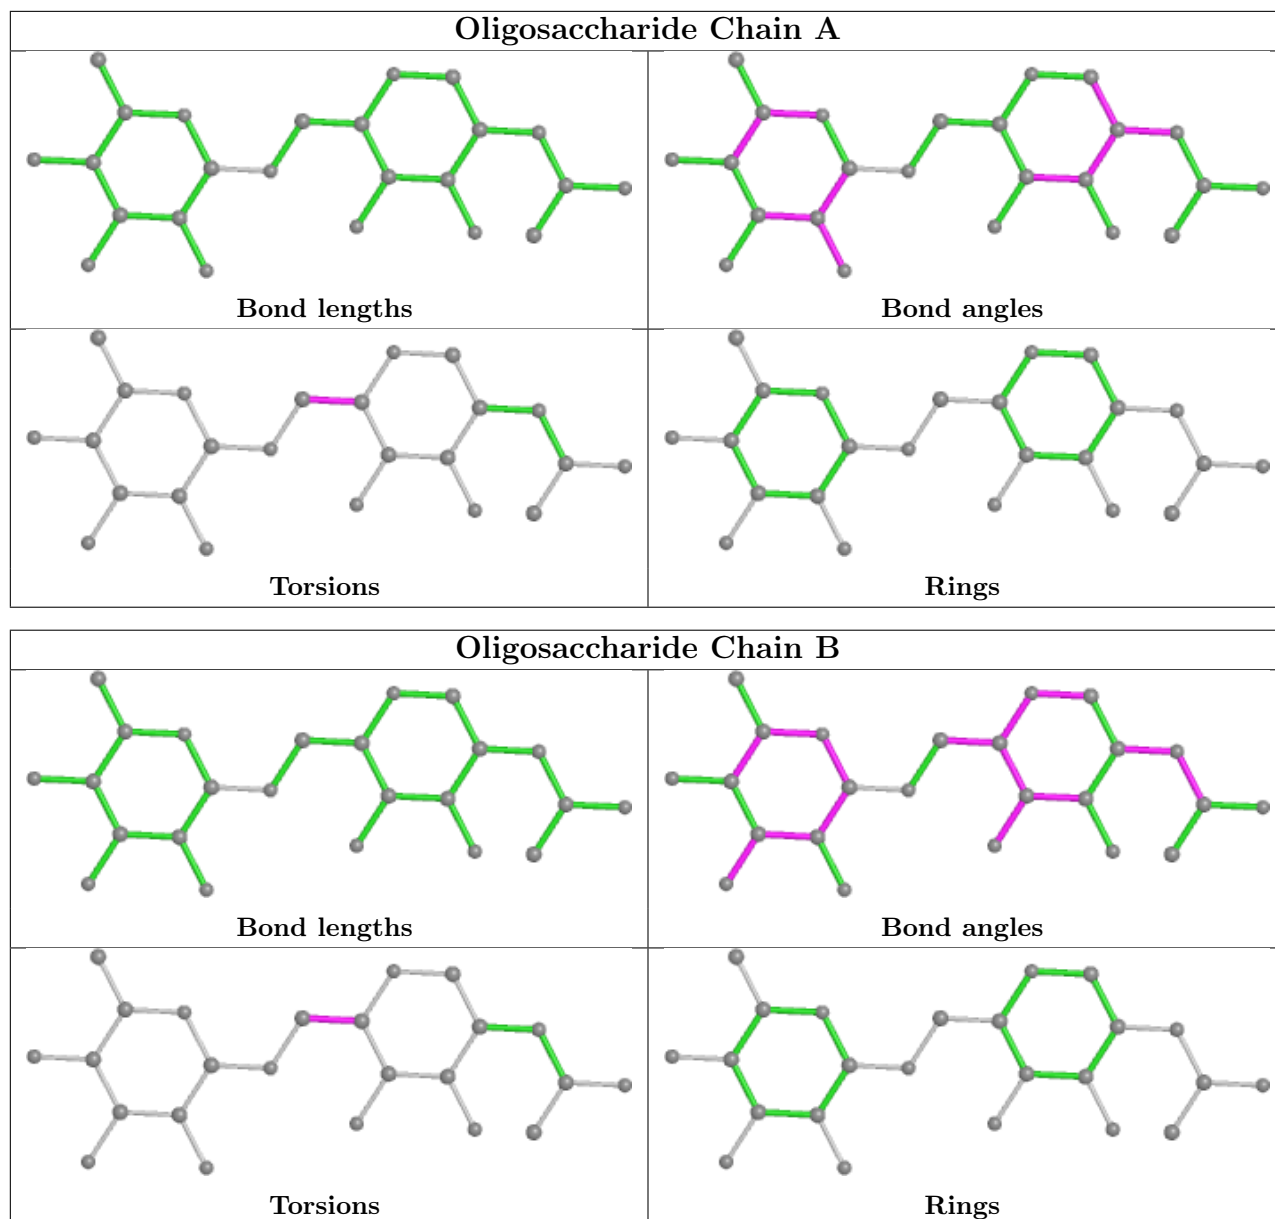 Oligosaccharide Chain A
Bond lengths
Bond angles
Torsions
Rings
Oligosaccharide Chain B
Bond lengths
Bond angles
Torsions
Rings